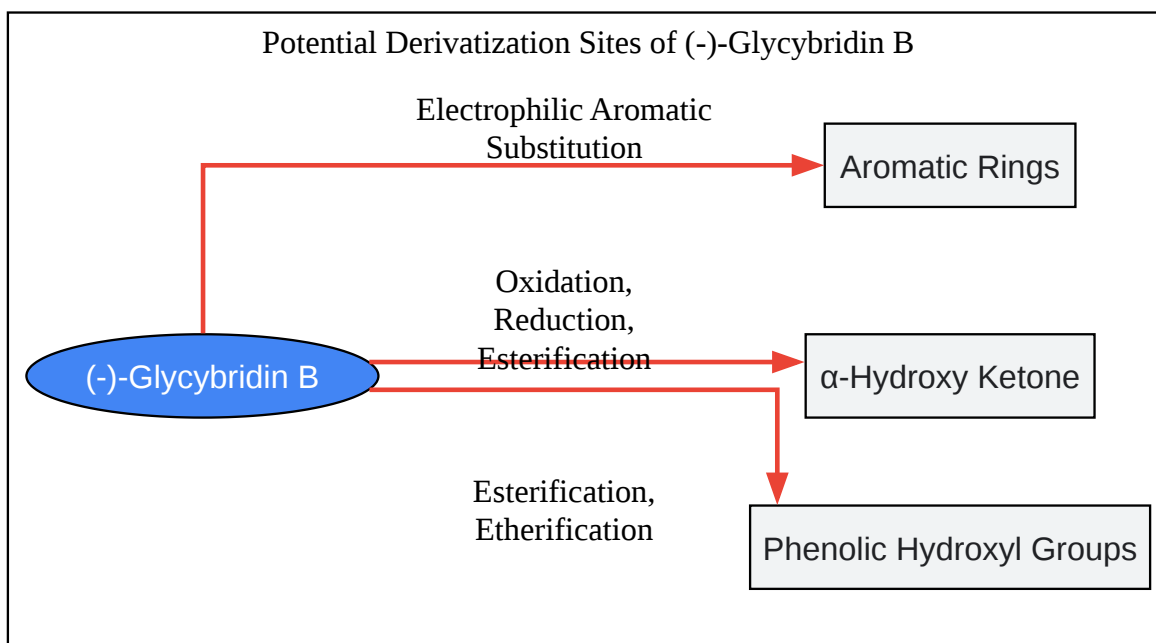 Potential Derivatization Sites of (-)-Glycybridin B
Electrophilic Aromatic
Substitution
Aromatic Rings
Oxidation,
Reduction,
Esterification
(-)-Glycybridin B
α-Hydroxy Ketone
Esterification,
Etherification
Phenolic Hydroxyl Groups